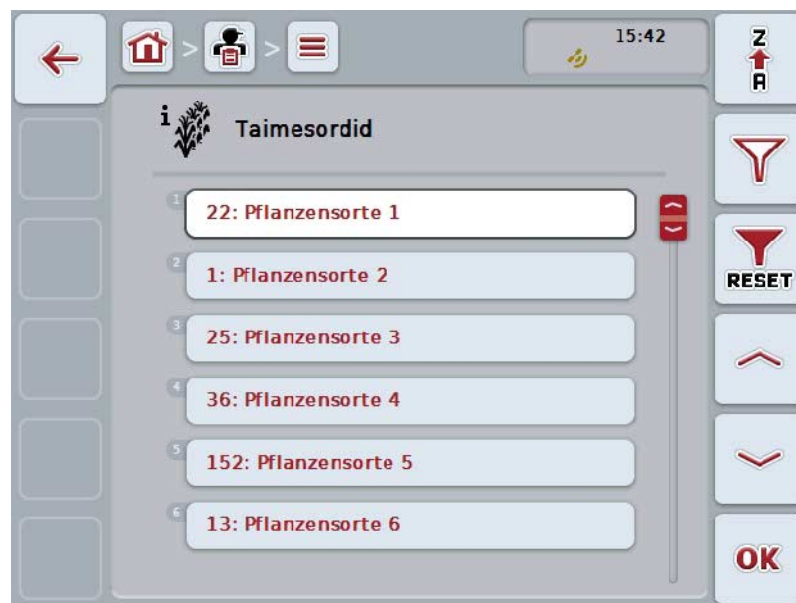 15:42
Z
A
i
Taimesordid
1
22: Pflanzensorte 1
2
1: Pflanzensorte 2
RESET
3
25: Pflanzensorte 3
4
36: Pflanzensorte 4
5
152: Pflanzensorte 5
6
13: Pflanzensorte 6
OK